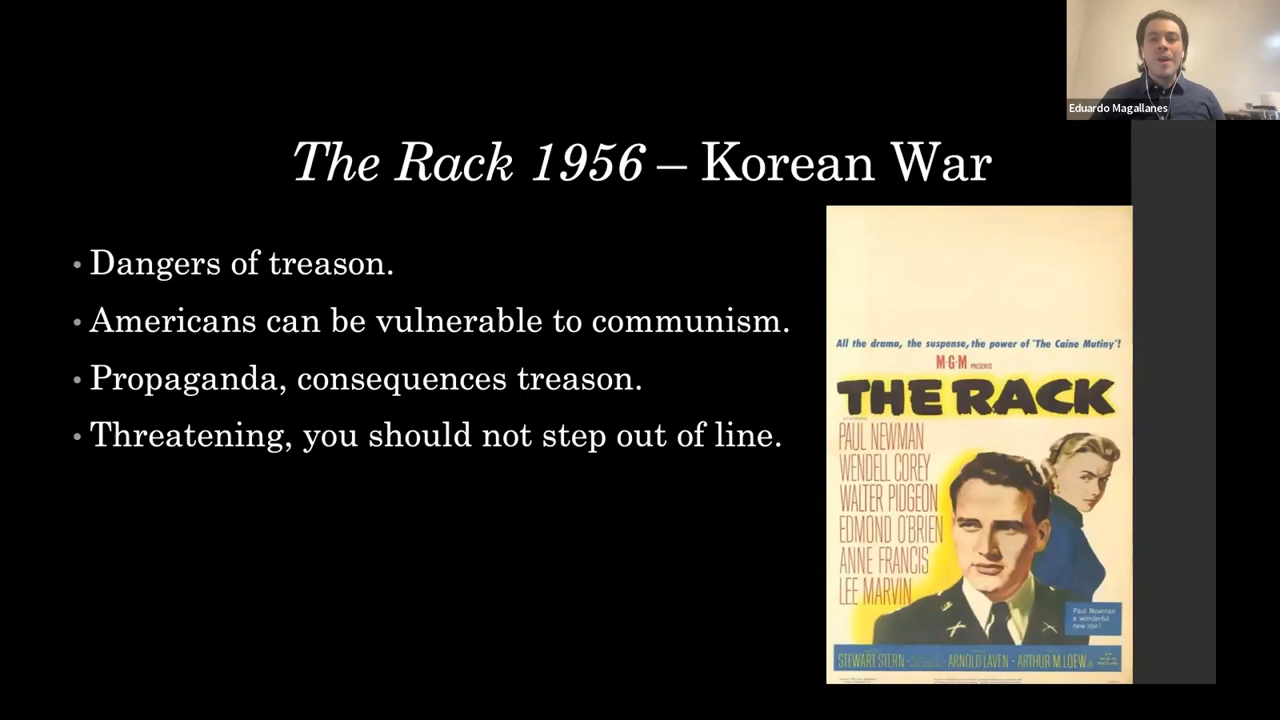 Eduardo Magallanes
The Rack 1956 – Korean War
• Dangers of treason.
• Americans can be vulnerable to communism.
• Propaganda, consequences treason.
• Threatening, you should not step out of line.
All the drama, the suspense, the power of "The Caine Mutiny"!
M-G-M PRESENTS
THE RACK
PAUL NEWMAN
WENDELL COREY
WALTER PIDGEON
EDMOND O'BRIEN
ANNE FRANCIS
LEE MARVIN
Paul Newman
a wonderful
new star!
STEWART STERN · ARNOLD LAVEN · ARTHUR M. LOEW